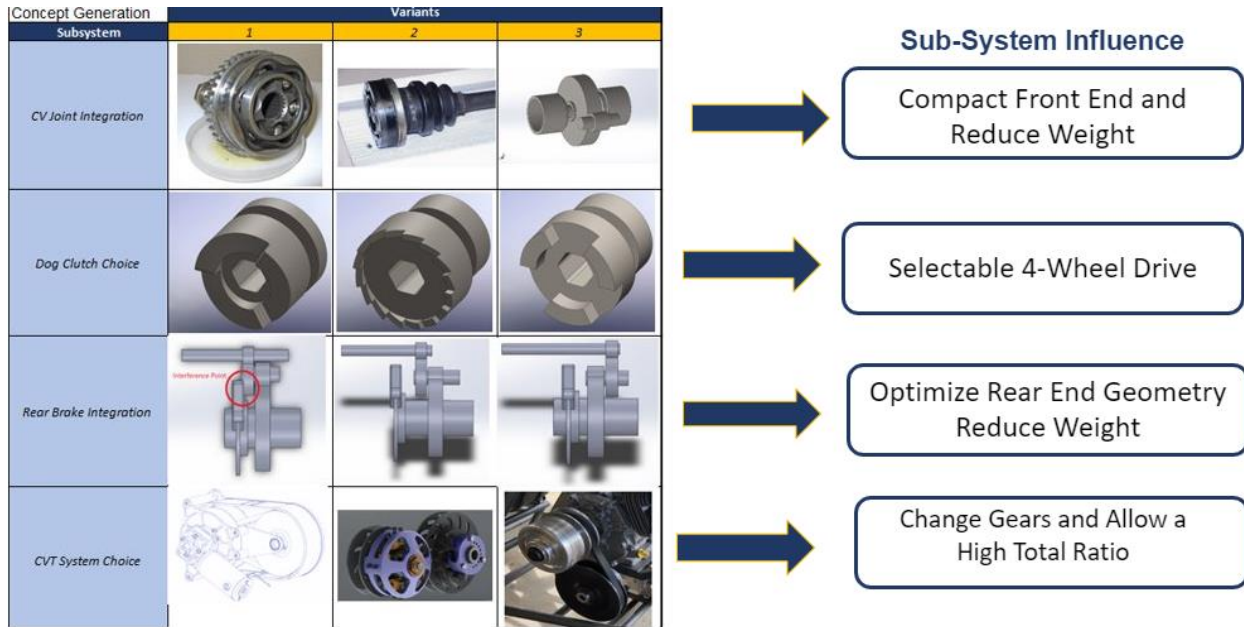 Concept Generation
Variants
Subsystem
1
2
3
Sub-System Influence
CV Joint Integration
Compact Front End and
Reduce Weight
Dog Clutch Choice
Selectable 4-Wheel Drive
Rear Brake Integration
Interference Point
Optimize Rear End Geometry
Reduce Weight
CVT System Choice
Change Gears and Allow a
High Total Ratio